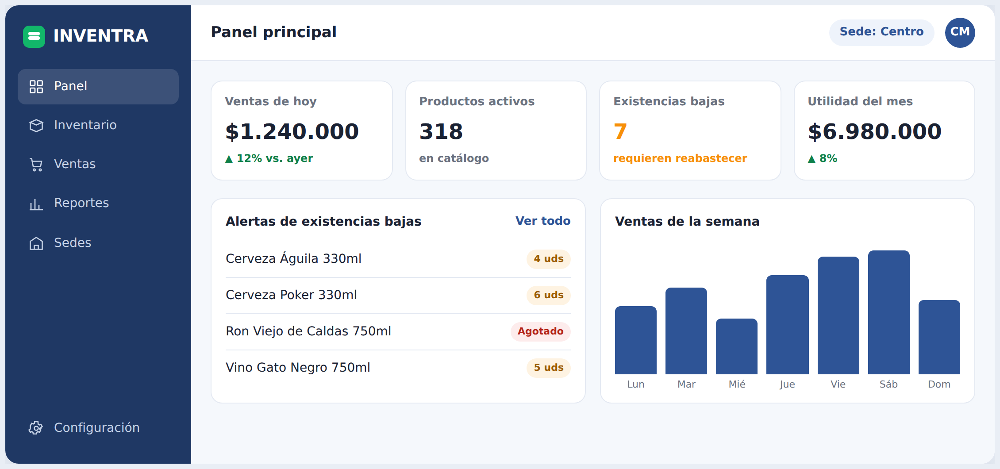 INVENTRA
Panel
Inventario
Ventas
Reportes
Sedes
Configuración
Panel principal
Sede: Centro
CM
Ventas de hoy
$1.240.000
▲ 12% vs. ayer
Productos activos
318
en catálogo
Existencias bajas
7
requieren reabastecer
Utilidad del mes
$6.980.000
▲ 8%
Alertas de existencias bajas
Ver todo
Cerveza Águila 330ml
4 uds
Cerveza Poker 330ml
6 uds
Ron Viejo de Caldas 750ml
Agotado
Vino Gato Negro 750ml
5 uds
Ventas de la semana
Lun Mar Mié Jue Vie Sáb Dom